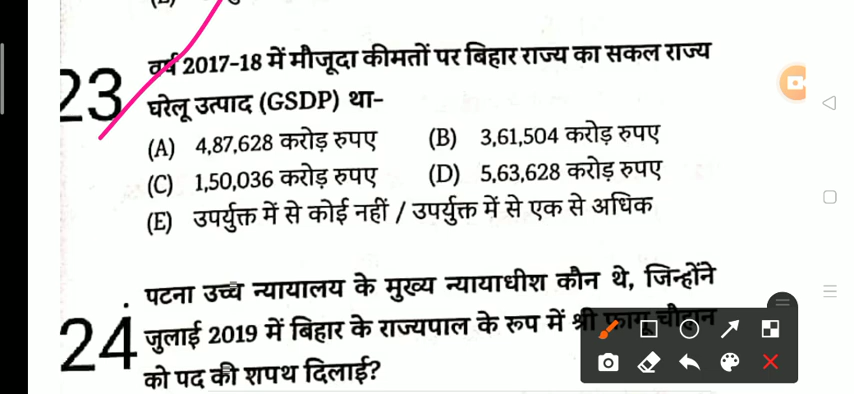 23 वर्ष 2017-18 में मौजूदा कीमतों पर बिहार राज्य का सकल राज्य
घरेलू उत्पाद (GSDP) था-
(A) 4,87,628 करोड़ रुपए (B) 3,61,504 करोड़ रुपए
(C) 1,50,036 करोड़ रुपए (D) 5,63,628 करोड़ रुपए
(E) उपर्युक्त में से कोई नहीं / उपर्युक्त में से एक से अधिक
24 पटना उच्च न्यायालय के मुख्य न्यायाधीश कौन थे, जिन्होंने
जुलाई 2019 में बिहार के राज्यपाल के रूप में श्री फागू चौहान
को पद की शपथ दिलाई?